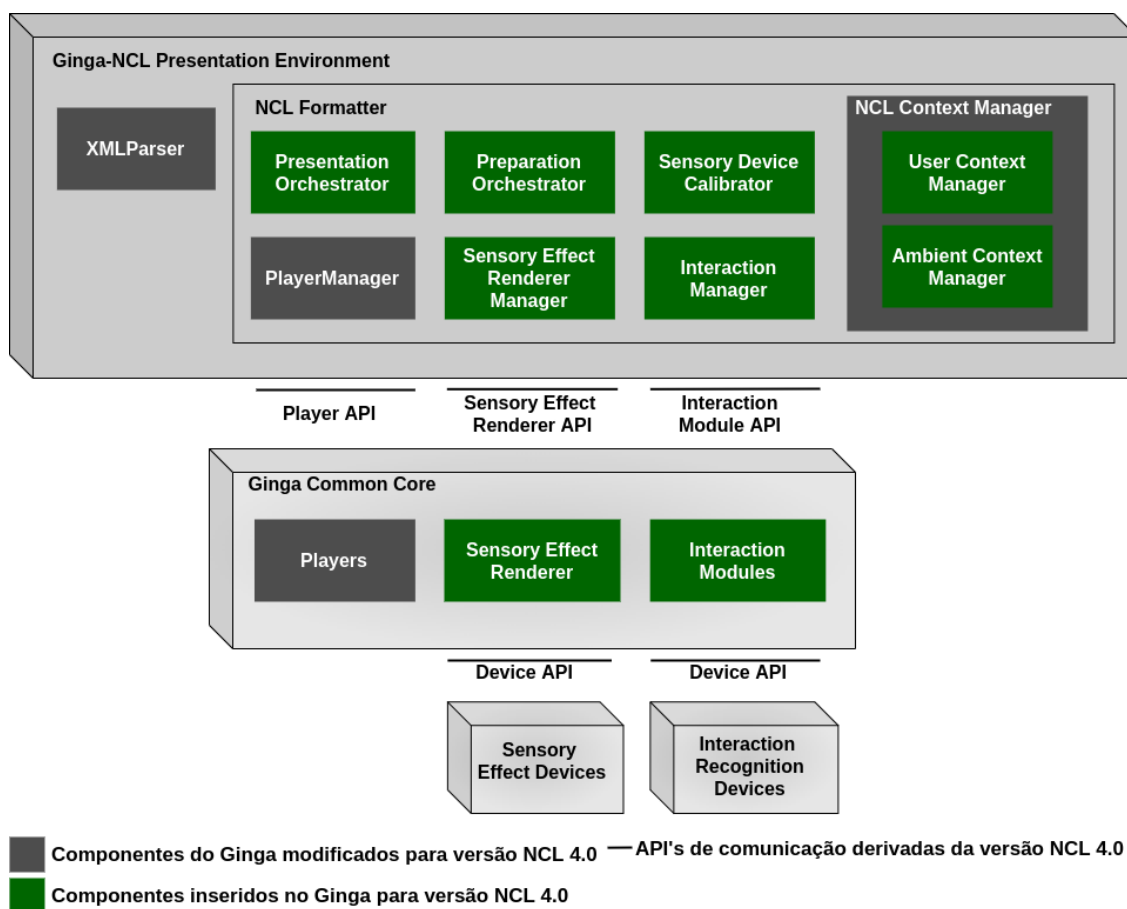 Ginga-NCL Presentation Environment
NCL Formatter
NCL Context Manager
XMLParser
Presentation
Orchestrator
Preparation
Orchestrator
Sensory Device
Calibrator
User Context
Manager
PlayerManager
Sensory Effect
Renderer
Manager
Interaction
Manager
Ambient Context
Manager
Player API
Sensory Effect
Renderer API
Interaction
Module API
Ginga Common Core
Players
Sensory Effect
Renderer
Interaction
Modules
Device API
Device API
Sensory
Effect Devices
Interaction
Recognition
Devices
Componentes do Ginga modificados para versão NCL 4.0
API's de comunicação derivadas da versão NCL 4.0
Componentes inseridos no Ginga para versão NCL 4.0